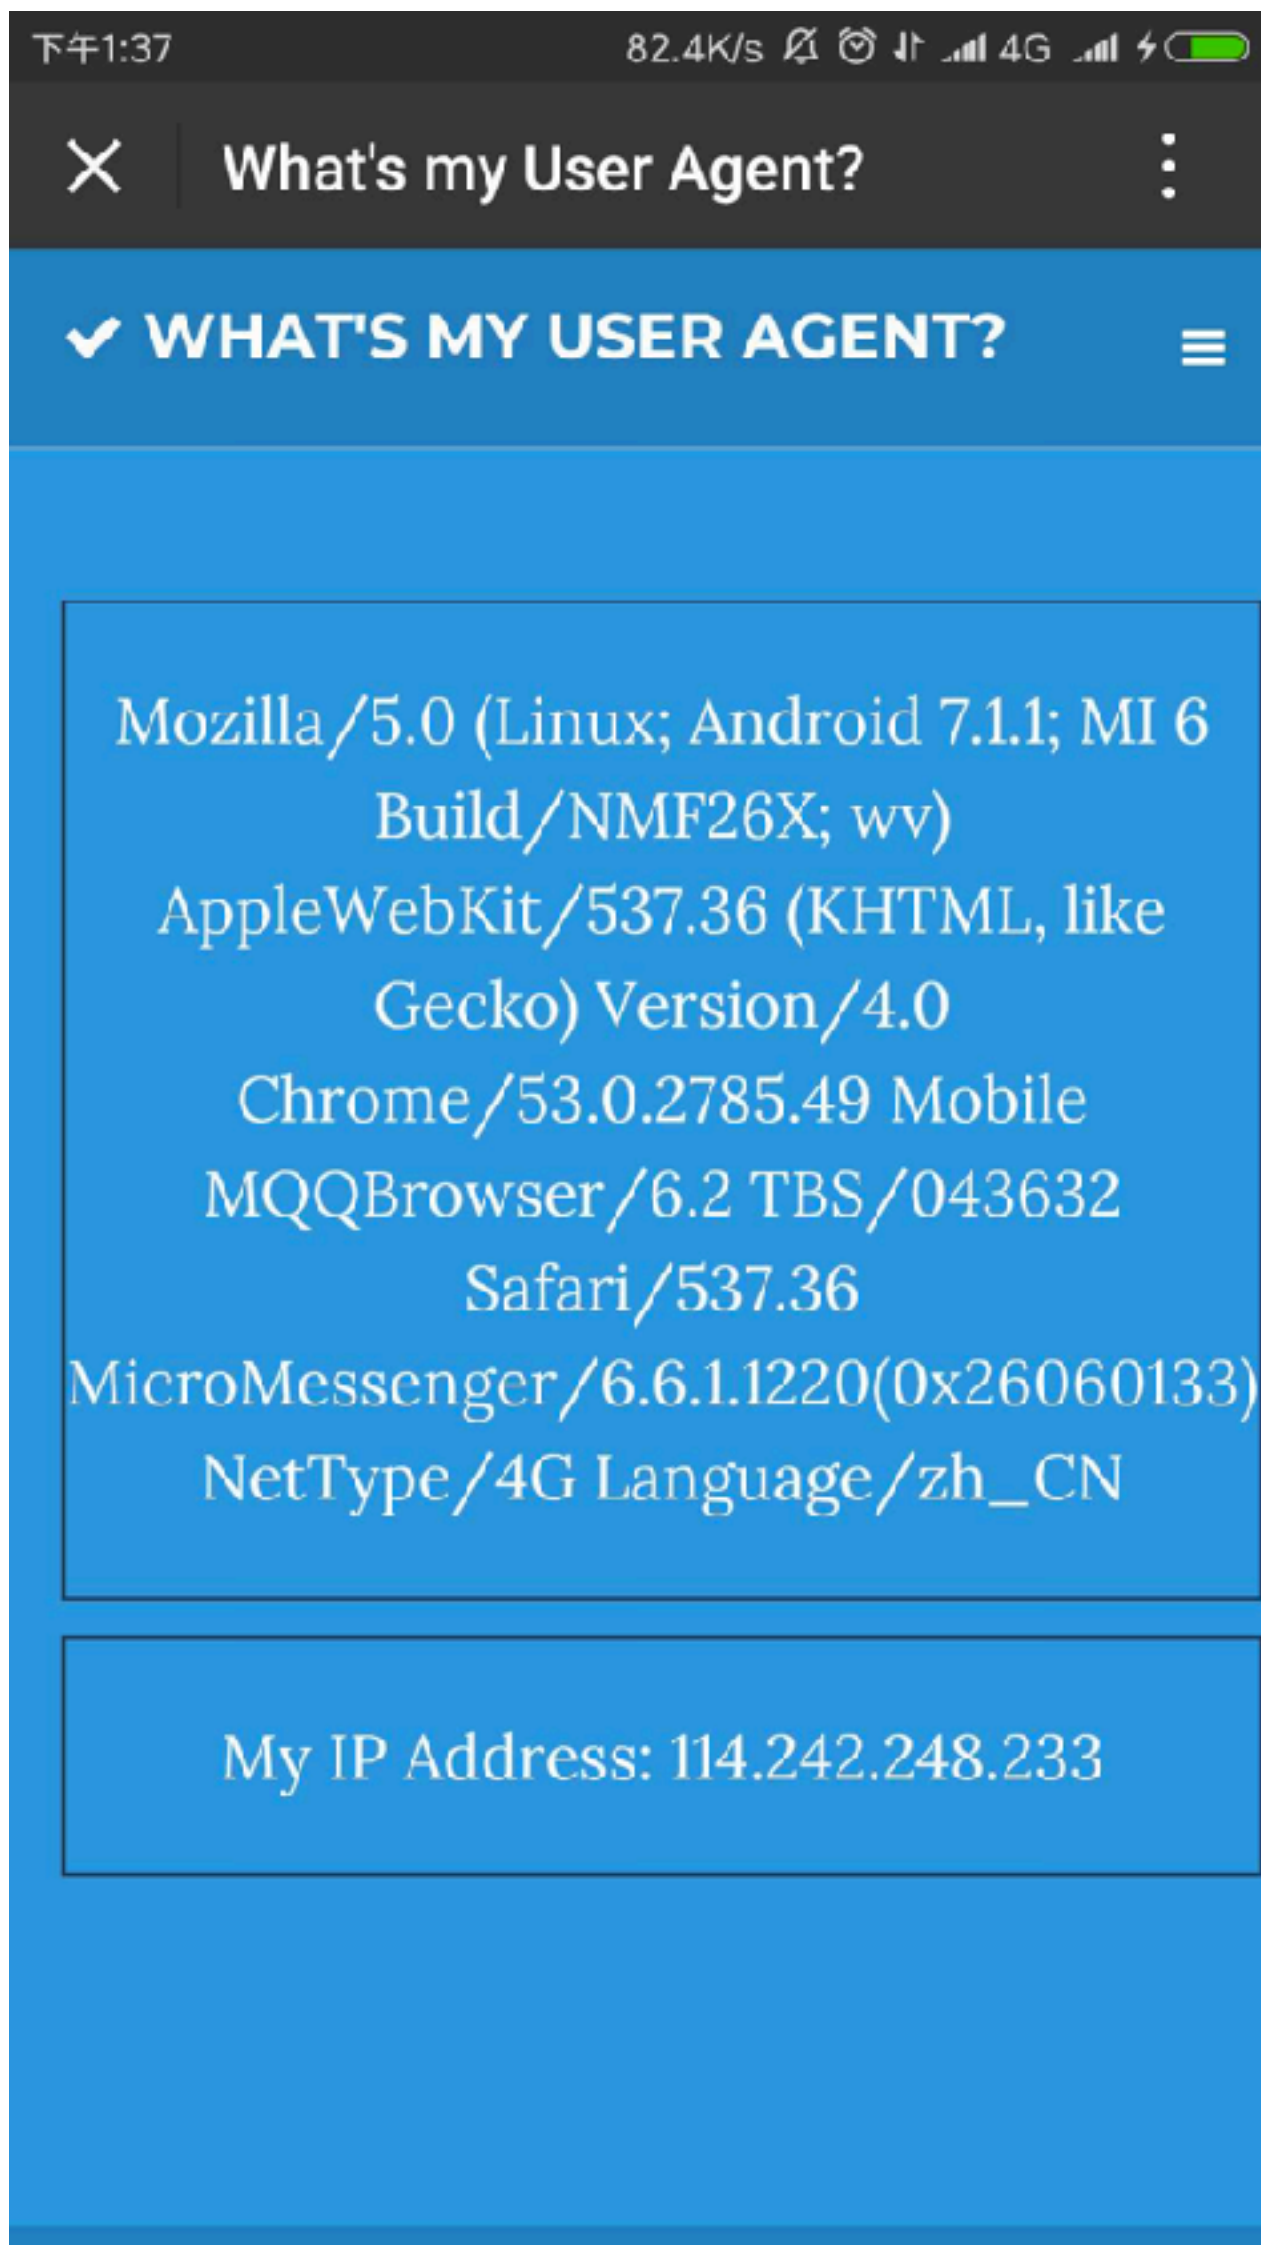 下午1:37 82.4K/s 4G
What's my User Agent?
WHAT'S MY USER AGENT?
Mozilla/5.0 (Linux; Android 7.1.1; MI 6
Build/NMF26X; wv)
AppleWebKit/537.36 (KHTML, like
Gecko) Version/4.0
Chrome/53.0.2785.49 Mobile
MQQBrowser/6.2 TBS/043632
Safari/537.36
MicroMessenger/6.6.1.1220(0x26060133)
NetType/4G Language/zh_CN
My IP Address: 114.242.248.233